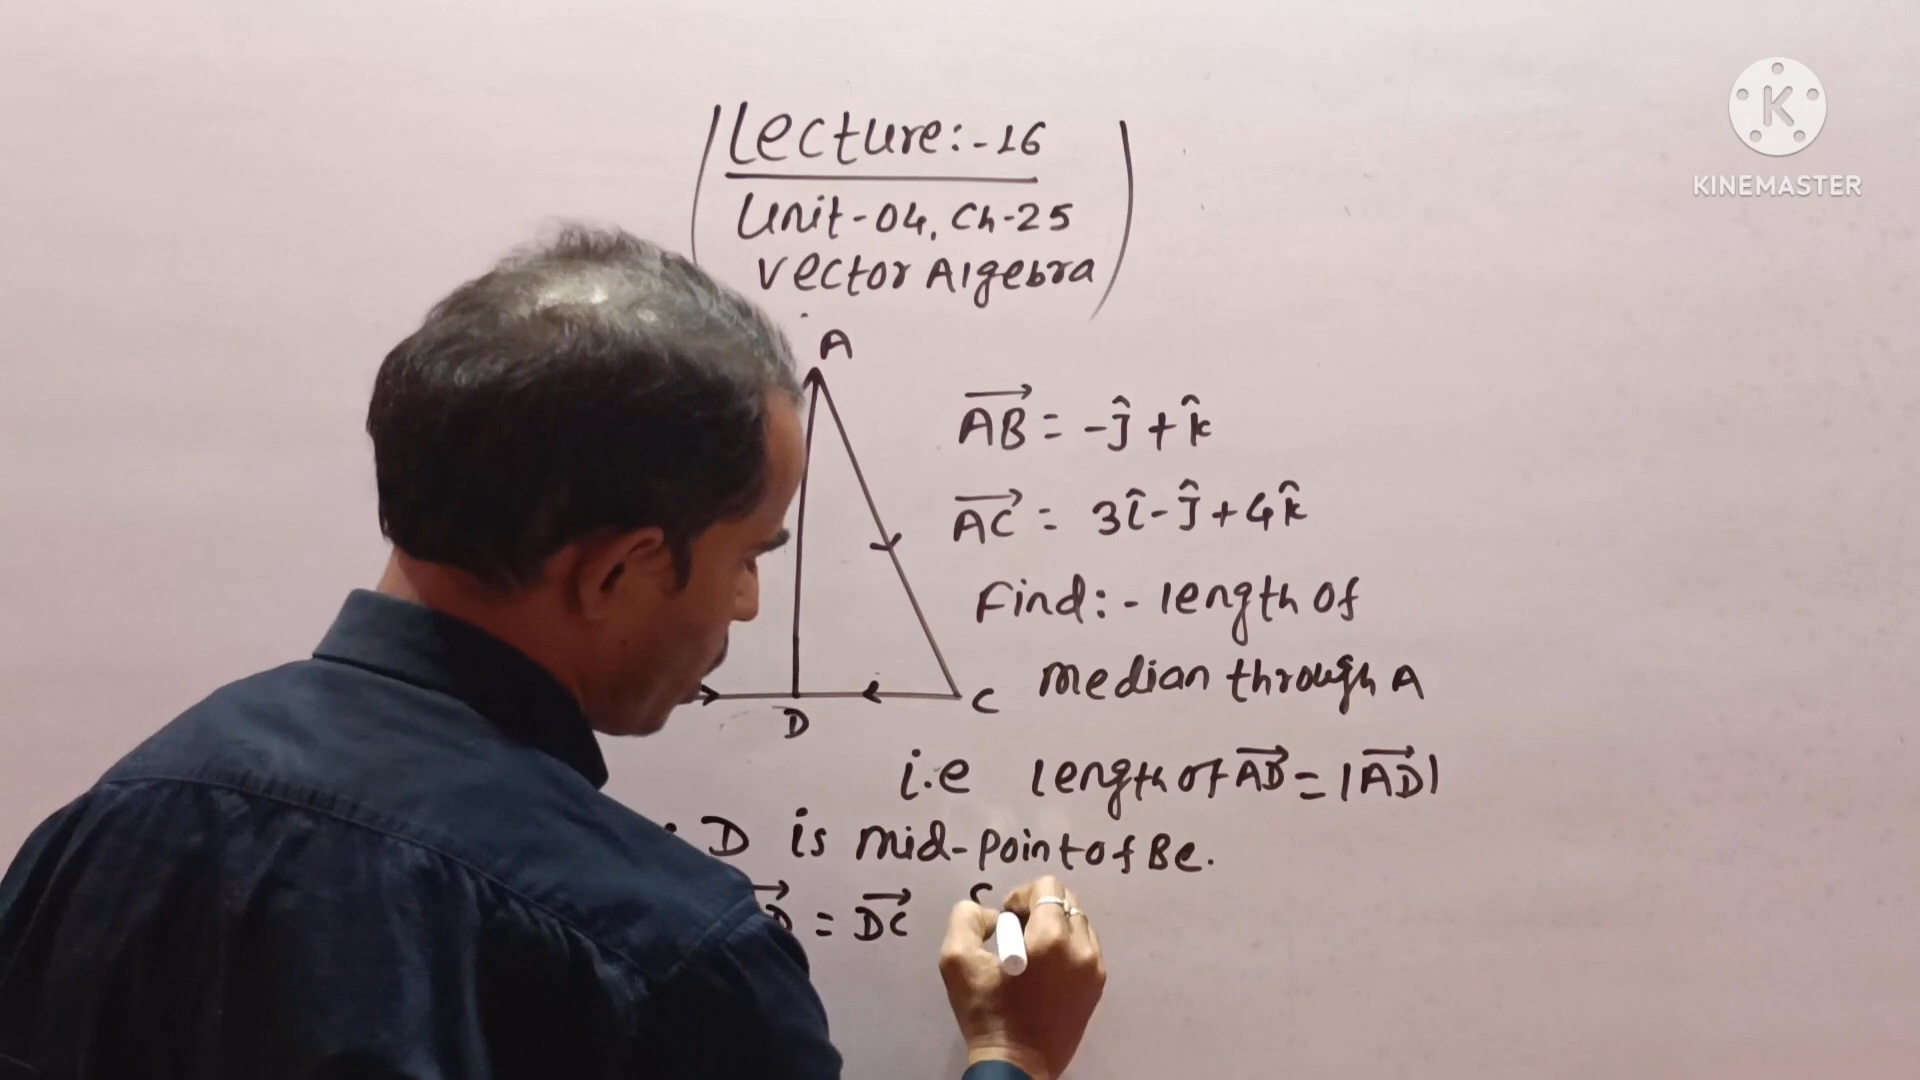 Lecture:-16
Unit-04, Ch-25
Vector Algebra
KINEMASTER
A
AB = -ĵ + k̂
AC = 3î - ĵ + 4k̂
Find:- length of
median through A
C
D
i.e length of AD = |AD|
D is mid-point of BC.
D = DC